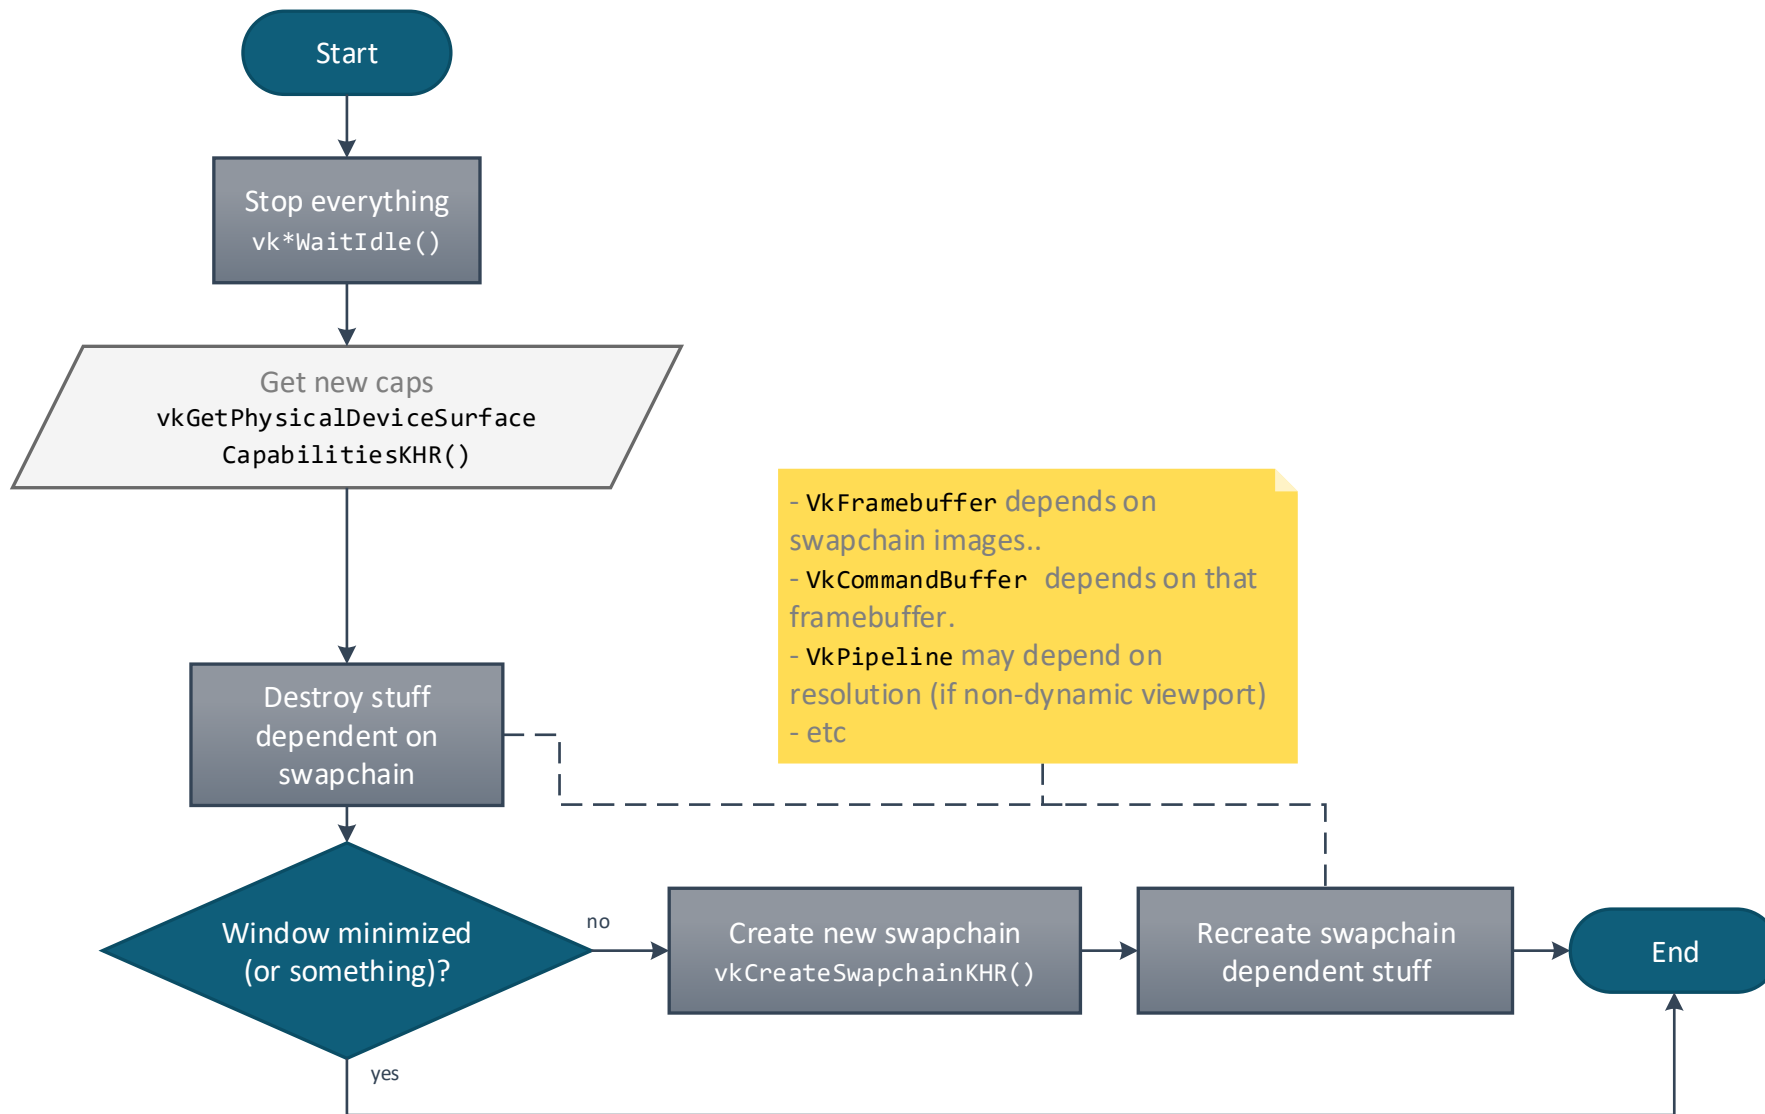 Start
Stop everything
vk*WaitIdle()
Get new caps
vkGetPhysicalDeviceSurface
CapabilitiesKHR()
- VkFramebuffer depends on
swapchain images..
- VkCommandBuffer depends on that
framebuffer.
- VkPipeline may depend on
resolution (if non-dynamic viewport)
- etc
Destroy stuff
dependent on
swapchain
Window minimized
(or something)?
no
Create new swapchain
vkCreateSwapchainKHR()
Recreate swapchain
dependent stuff
End
yes